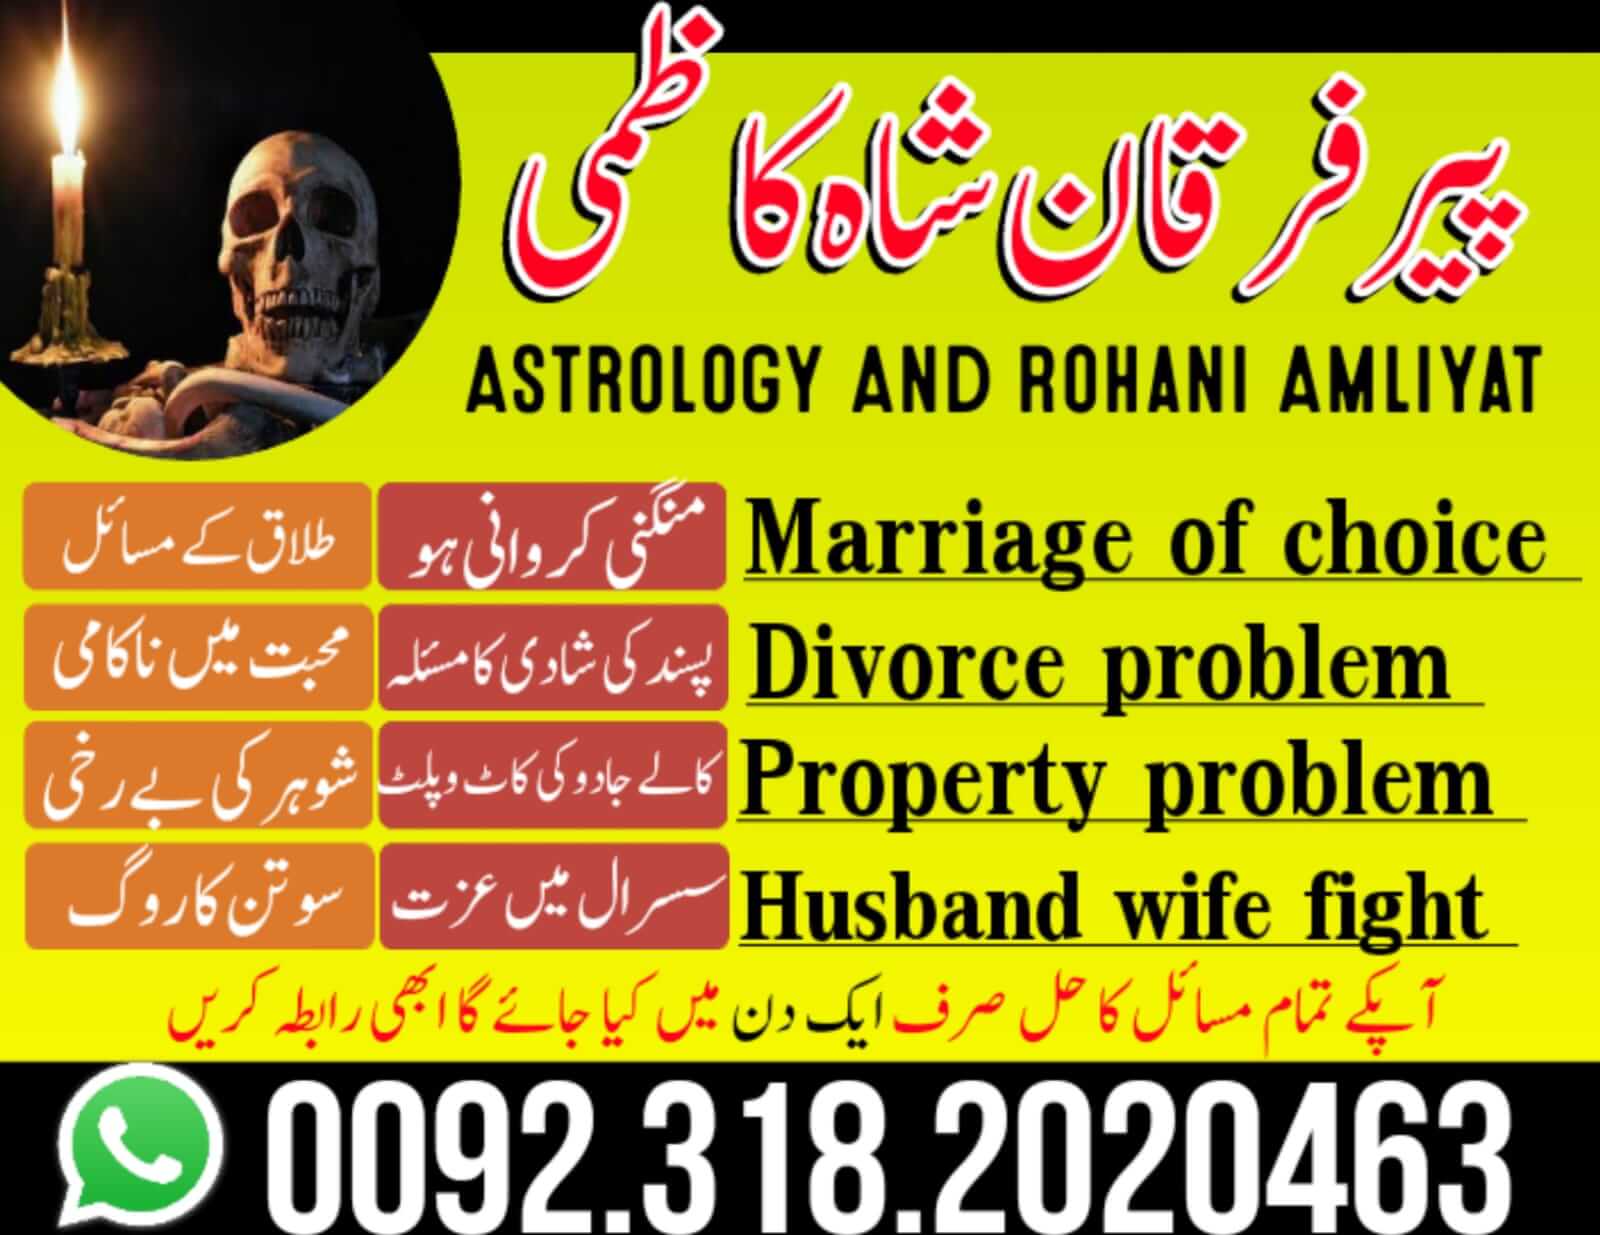 پیر فرقان شاہ کاظمی
ASTROLOGY AND ROHANI AMLIYAT
منگنی کروانی ہو
طلاق کے مسائل
Marriage of choice
پسند کی شادی کا مسئلہ
محبت میں ناکامی
Divorce problem
کالے جادو کی کاٹ و پلٹ
شوہر کی بے رخی
Property problem
سسرال میں عزت
سوتن کا روگ
Husband wife fight
آپکے تمام مسائل کا حل صرف ایک دن میں کیا جائے گا ابھی رابطہ کریں
0092.318.2020463